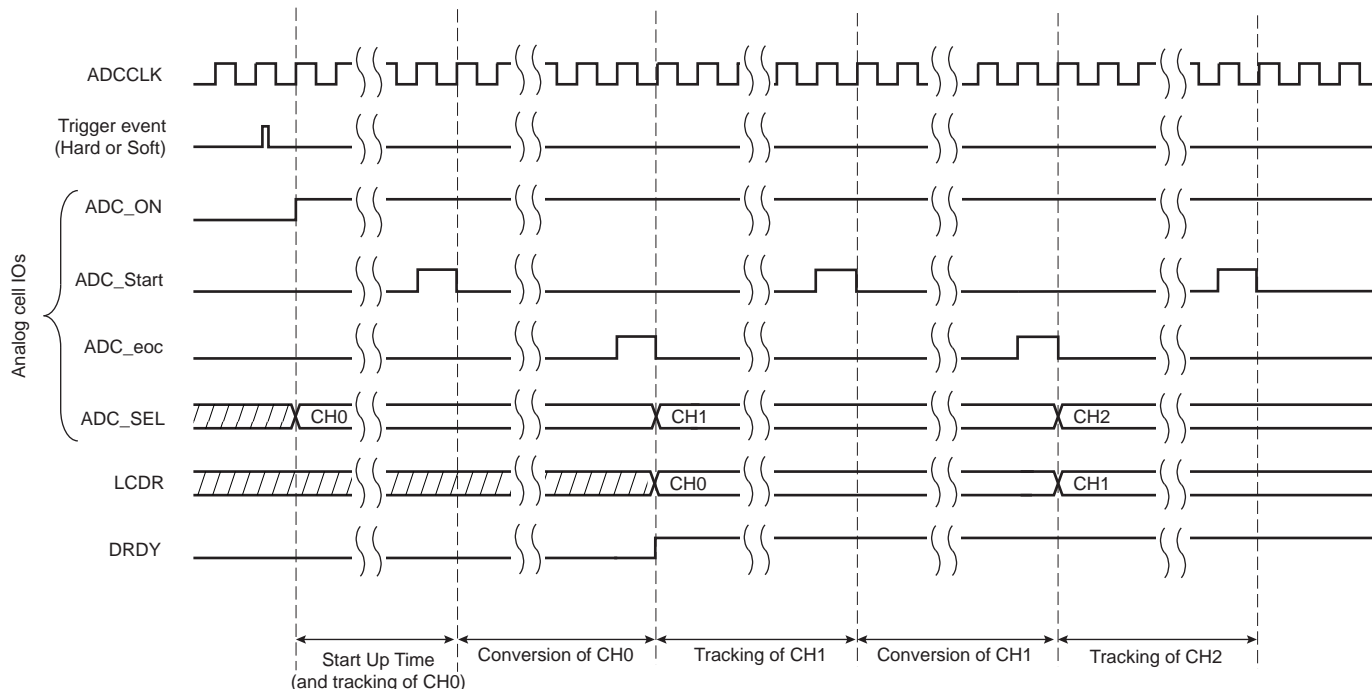 ADCCLK
Trigger event
(Hard or Soft)
Analog cell IOs
ADC_ON
ADC_Start
ADC_eoc
ADC_SEL
CH0
CH1
CH2
LCDR
CH0
CH1
DRDY
Start Up Time
(and tracking of CH0)
Conversion of CH0
Tracking of CH1
Conversion of CH1
Tracking of CH2